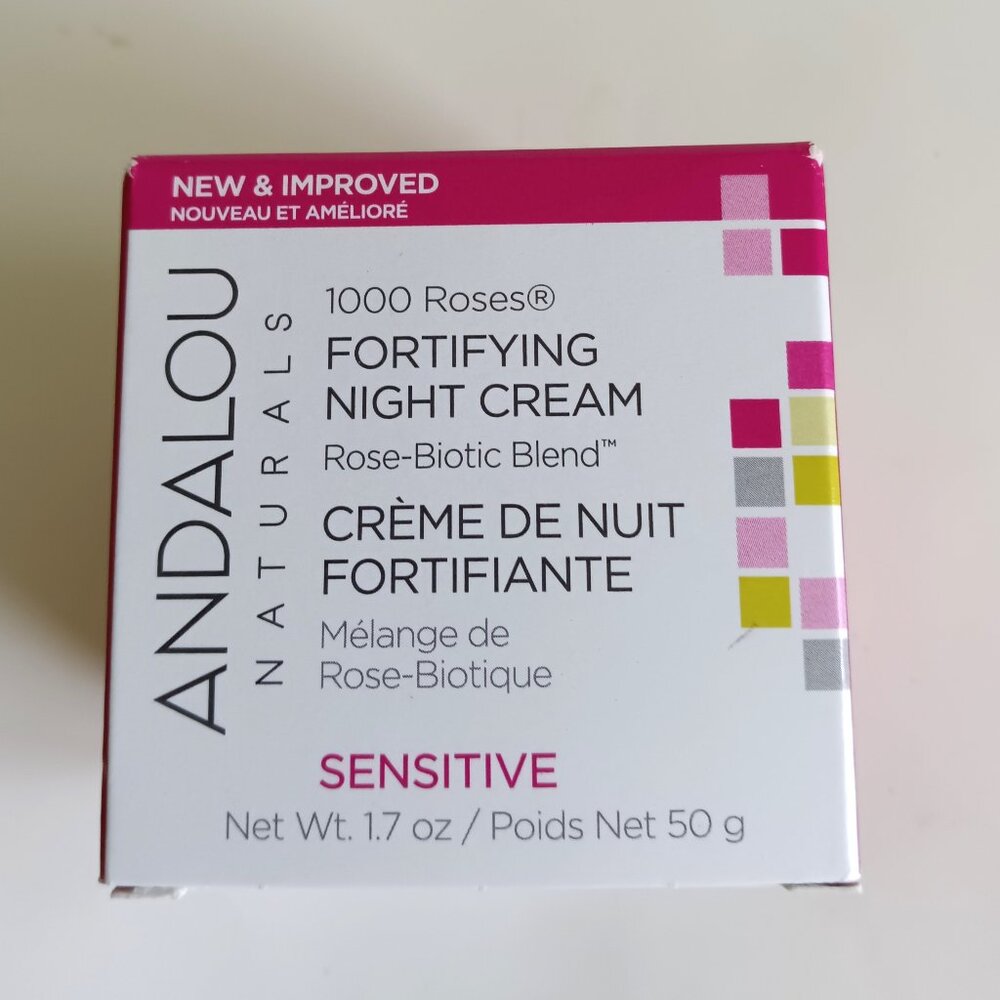 NEW & IMPROVED
NOUVEAU ET AMÉLIORÉ
ANDALOU
NATURALS
1000 Roses®
FORTIFYING
NIGHT CREAM
Rose-Biotic Blend™
CRÈME DE NUIT
FORTIFIANTE
Mélange de
Rose-Biotique
SENSITIVE
Net Wt. 1.7 oz / Poids Net 50 g